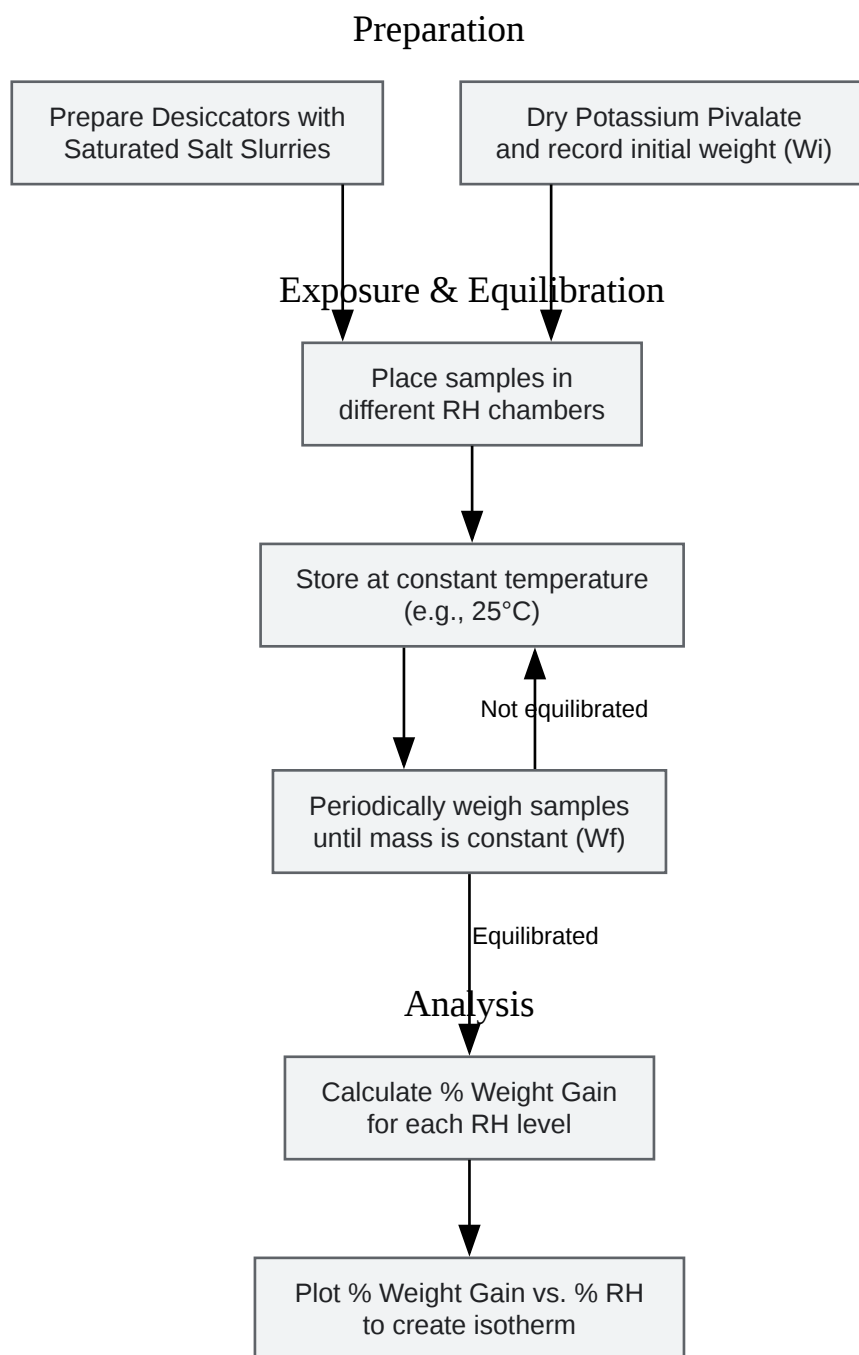 Preparation
Prepare Desiccators with
Saturated Salt Slurries
Dry Potassium Pivalate
and record initial weight (Wi)
Exposure & Equilibration
Place samples in
different RH chambers
Store at constant temperature
(e.g., 25°C)
Not equilibrated
Periodically weigh samples
until mass is constant (Wf)
Equilibrated
Analysis
Calculate % Weight Gain
for each RH level
Plot % Weight Gain vs. % RH
to create isotherm